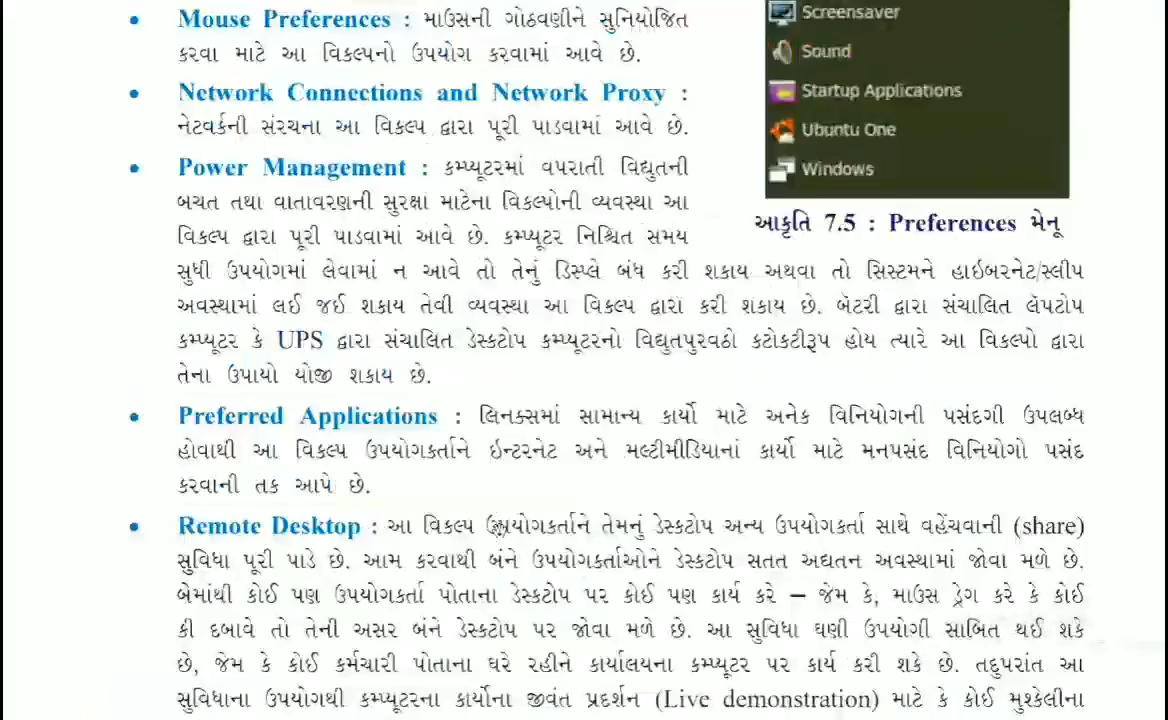 • Mouse Preferences : માઉસની ગોઠવણીને સુનિયોજિત
કરવા માટે આ વિકલ્પનો ઉપયોગ કરવામાં આવે છે.
• Network Connections and Network Proxy :
નેટવર્કની સંરચના આ વિકલ્પ દ્વારા પૂરી પાડવામાં આવે છે.
• Power Management : કમ્પ્યૂટરમાં વપરાતી વિદ્યુતની
બચત તથા વાતાવરણની સુરક્ષા માટેના વિકલ્પોની વ્યવસ્થા આ
વિકલ્પ દ્વારા પૂરી પાડવામાં આવે છે. કમ્પ્યૂટર નિશ્ચિત સમય
Screensaver
Sound
Startup Applications
Ubuntu One
Windows
આકૃતિ 7.5 : Preferences મેનૂ
સુધી ઉપયોગમાં લેવામાં ન આવે તો તેનું ડિસ્પ્લે બંધ કરી શકાય અથવા તો સિસ્ટમને હાઇબરનેટ/સ્લીપ
અવસ્થામાં લઈ જઈ શકાય તેવી વ્યવસ્થા આ વિકલ્પ દ્વારા કરી શકાય છે. બૅટરી દ્વારા સંચાલિત લૅપટોપ
કમ્પ્યૂટર કે UPS દ્વારા સંચાલિત ડેસ્કટોપ કમ્પ્યૂટરનો વિદ્યુતપુરવઠો કટોકટીરૂપ હોય ત્યારે આ વિકલ્પો દ્વારા
તેના ઉપાયો યોજી શકાય છે.
• Preferred Applications : લિનક્સમાં સામાન્ય કાર્યો માટે અનેક વિનિયોગની પસંદગી ઉપલબ્ધ
હોવાથી આ વિકલ્પ ઉપયોગકર્તાને ઇન્ટરનેટ અને મલ્ટીમીડિયાનાં કાર્યો માટે મનપસંદ વિનિયોગો પસંદ
કરવાની તક આપે છે.
• Remote Desktop : આ વિકલ્પ ઉપયોગકર્તાને તેમનું ડેસ્કટોપ અન્ય ઉપયોગકર્તા સાથે વહેંચવાની (share)
સુવિધા પૂરી પાડે છે. આમ કરવાથી બંને ઉપયોગકર્તાઓને ડેસ્કટોપ સતત અદ્યતન અવસ્થામાં જોવા મળે છે.
બેમાંથી કોઈ પણ ઉપયોગકર્તા પોતાના ડેસ્કટોપ પર કોઈ પણ કાર્ય કરે – જેમ કે, માઉસ ડ્રેગ કરે કે કોઈ
કી દબાવે તો તેની અસર બંને ડેસ્કટોપ પર જોવા મળે છે. આ સુવિધા ઘણી ઉપયોગી સાબિત થઈ શકે
છે, જેમ કે કોઈ કર્મચારી પોતાના ઘરે રહીને કાર્યાલયના કમ્પ્યૂટર પર કાર્ય કરી શકે છે. તદુપરાંત આ
સુવિધાના ઉપયોગથી કમ્પ્યૂટરના કાર્યોના જીવંત પ્રદર્શન (Live demonstration) માટે કે કોઈ મુશ્કેલીના